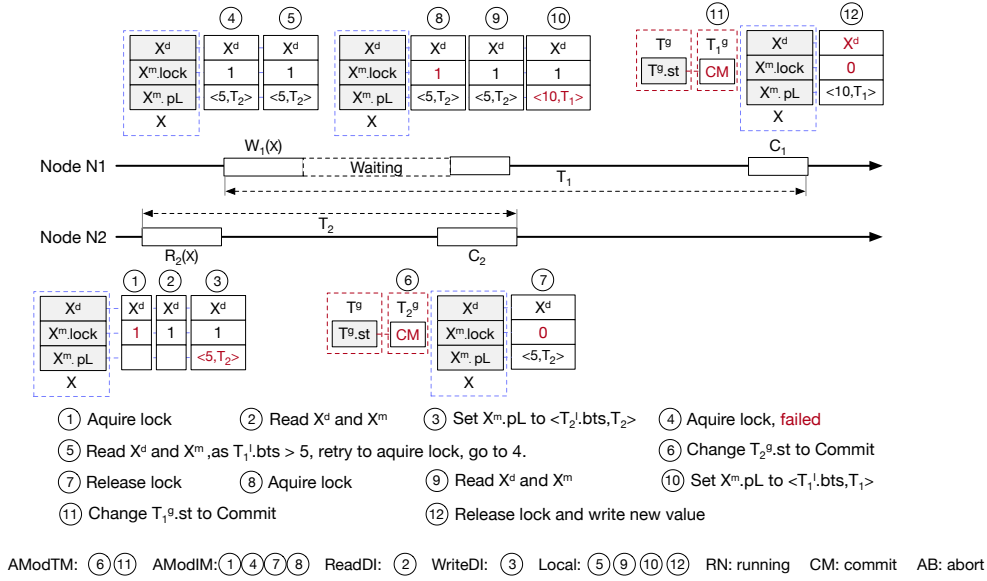 ④ ⑤ ⑧ ⑨ ⑩ ⑪ ⑫
Xᵈ Xᵈ Xᵈ Xᵈ Xᵈ Xᵈ Xᵈ Tᵍ T₁ᵍ Xᵈ Xᵈ
Xᵐ.lock 1 1 Xᵐ.lock 1 1 1 Tᵍ.st CM Xᵐ.lock 0
Xᵐ. pL <5,T₂> <5,T₂> Xᵐ. pL <5,T₂> <5,T₂> <10,T₁> Xᵐ. pL <10,T₁>
X X X
W₁(X) C₁
Node N1 Waiting
T₁
T₂
Node N2
R₂(X) C₂
① ② ③ ⑥ ⑦
Xᵈ Xᵈ Xᵈ Xᵈ Tᵍ T₂ᵍ Xᵈ Xᵈ
Xᵐ.lock 1 1 1 Tᵍ.st CM Xᵐ.lock 0
Xᵐ. pL <5,T₂> Xᵐ. pL <5,T₂>
X X
① Aquire lock ② Read Xᵈ and Xᵐ ③ Set Xᵐ.pL to <T₂ˡ.bts,T₂> ④ Aquire lock, failed
⑤ Read Xᵈ and Xᵐ ,as T₁ˡ.bts > 5, retry to aquire lock, go to 4. ⑥ Change T₂ᵍ.st to Commit
⑦ Release lock ⑧ Aquire lock ⑨ Read Xᵈ and Xᵐ ⑩ Set Xᵐ.pL to <T₁ˡ.bts,T₁>
⑪ Change T₁ᵍ.st to Commit ⑫ Release lock and write new value
AModTM: ⑥⑪ AModIM: ①④⑦⑧ ReadDI: ② WriteDI: ③ Local: ⑤⑨⑩⑫ RN: running CM: commit AB: abort